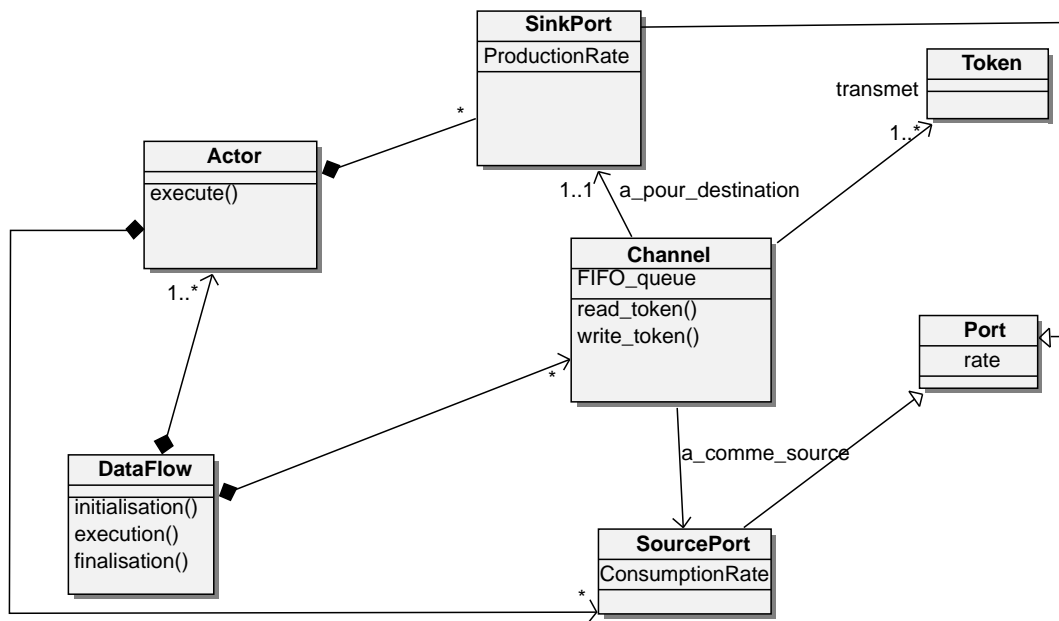 SinkPort
ProductionRate
Token
transmet
*
1..*
Actor
execute()
1..1
a_pour_destination
Channel
FIFO_queue
read_token()
write_token()
1..*
Port
rate
*
a_comme_source
DataFlow
initialisation()
execution()
finalisation()
SourcePort
ConsumptionRate
*